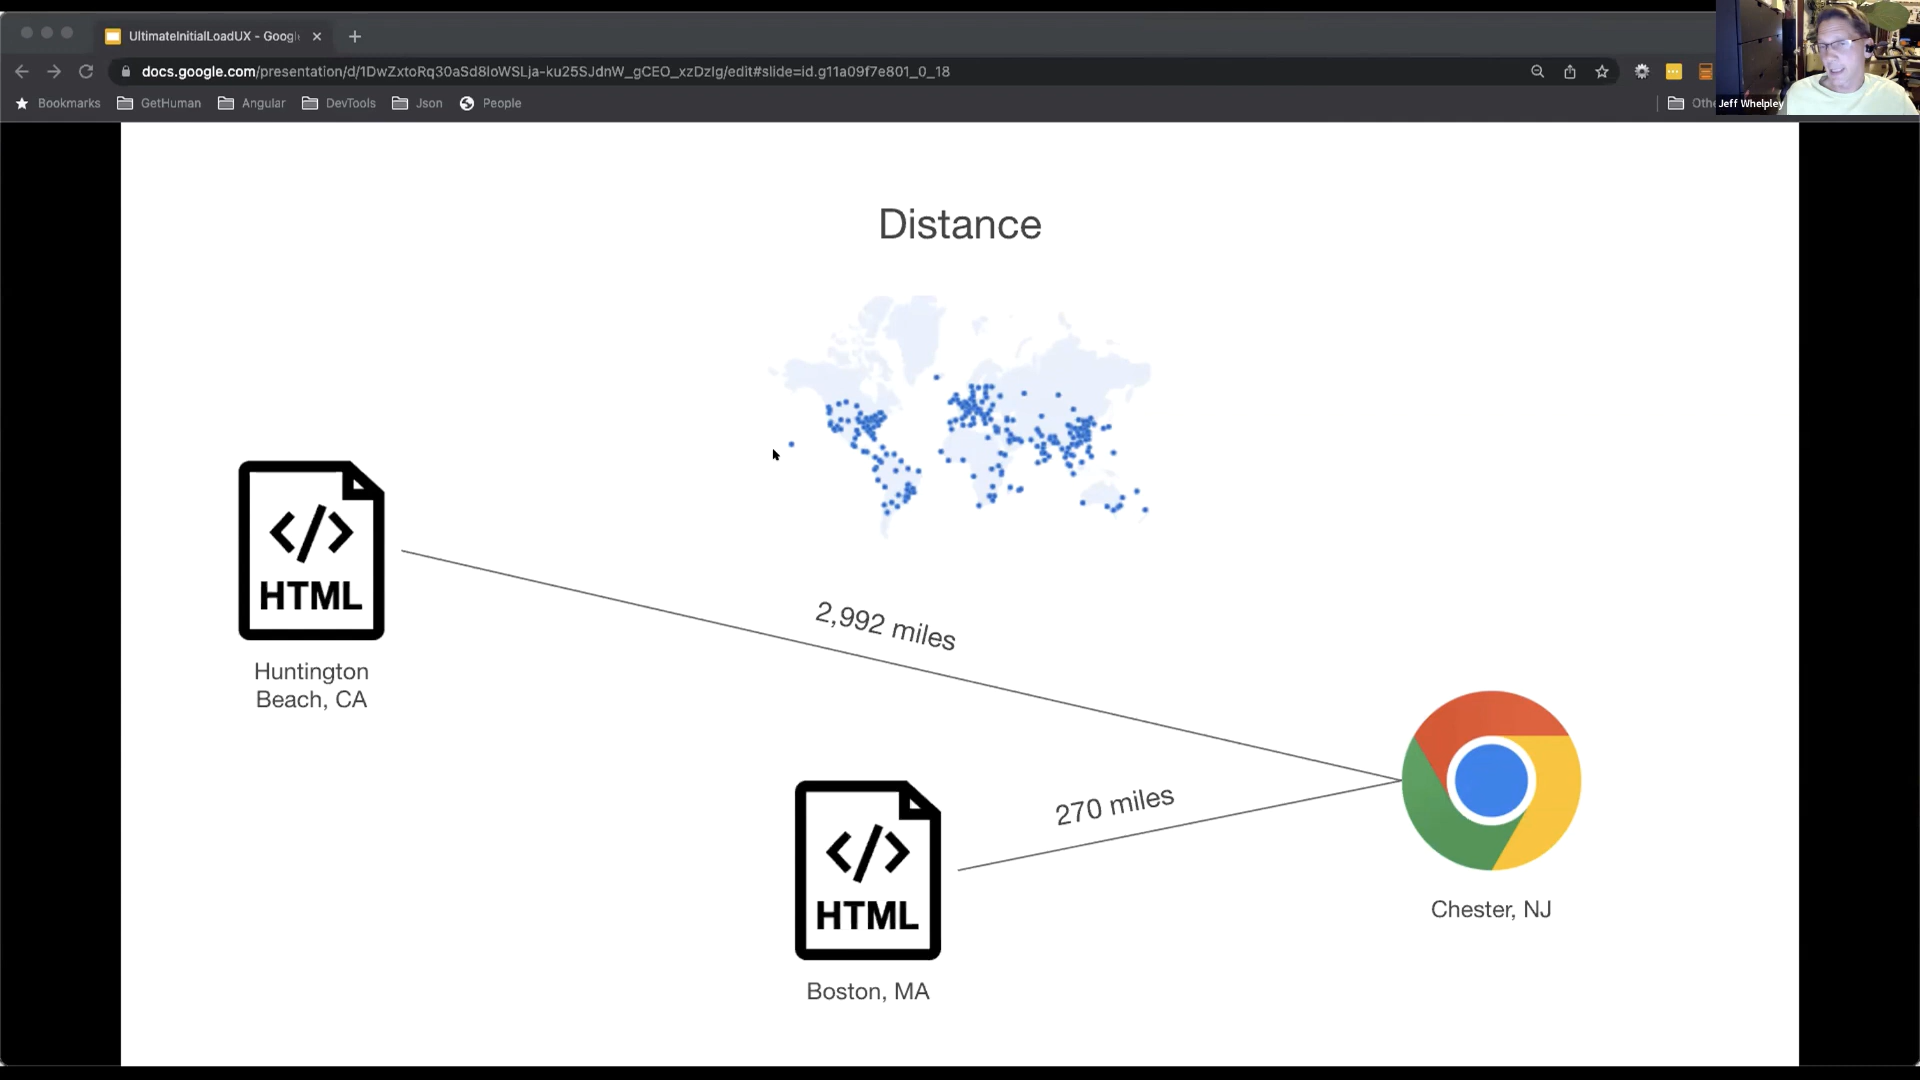 UltimateInitialLoadUX - Googl
docs.google.com/presentation/d/1DwZxtoRq30aSd8IoWSLja-ku25SJdnW_gCEO_xzDzIg/edit#slide=id.g11a09f7e801_0_18
Bookmarks GetHuman Angular DevTools Json People Oth
Jeff Whelpley
Distance
HTML
Huntington
Beach, CA
2,992 miles
270 miles
HTML
Chester, NJ
Boston, MA